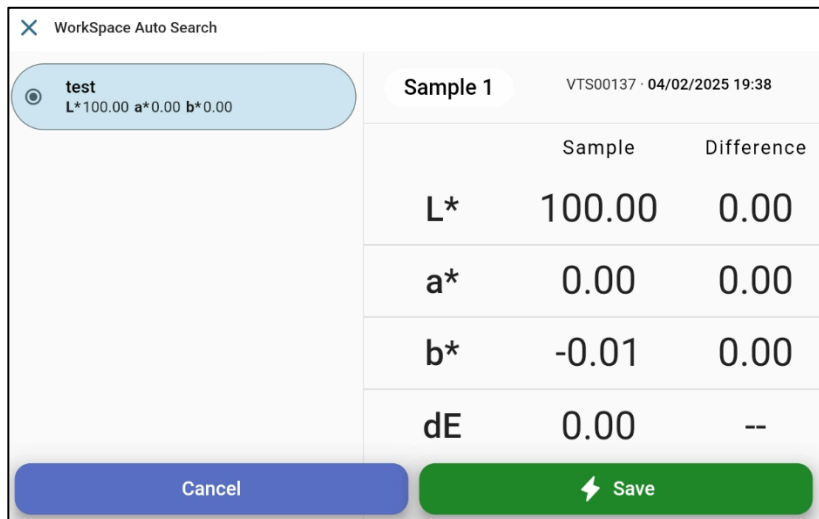 WorkSpace Auto Search
test
L*100.00 a*0.00 b*0.00
Sample 1
VTS00137 · 04/02/2025 19:38
Sample Difference
L* 100.00 0.00
a* 0.00 0.00
b* -0.01 0.00
dE 0.00 --
Cancel
Save